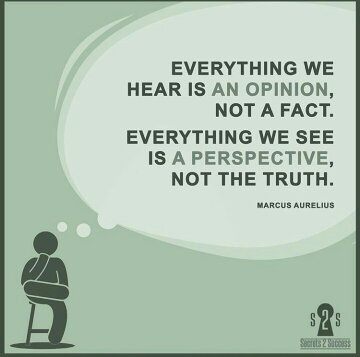 EVERYTHING WE
HEAR IS AN OPINION,
NOT A FACT.
EVERYTHING WE SEE
IS A PERSPECTIVE,
NOT THE TRUTH.
MARCUS AURELIUS
S 2 S
Secrets 2 Success